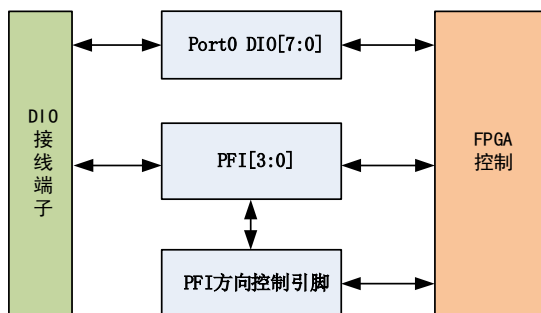 Port0 DIO[7:0]
DIO
接
线
端
子
PFI[3:0]
FPGA
控制
PFI方向控制引脚